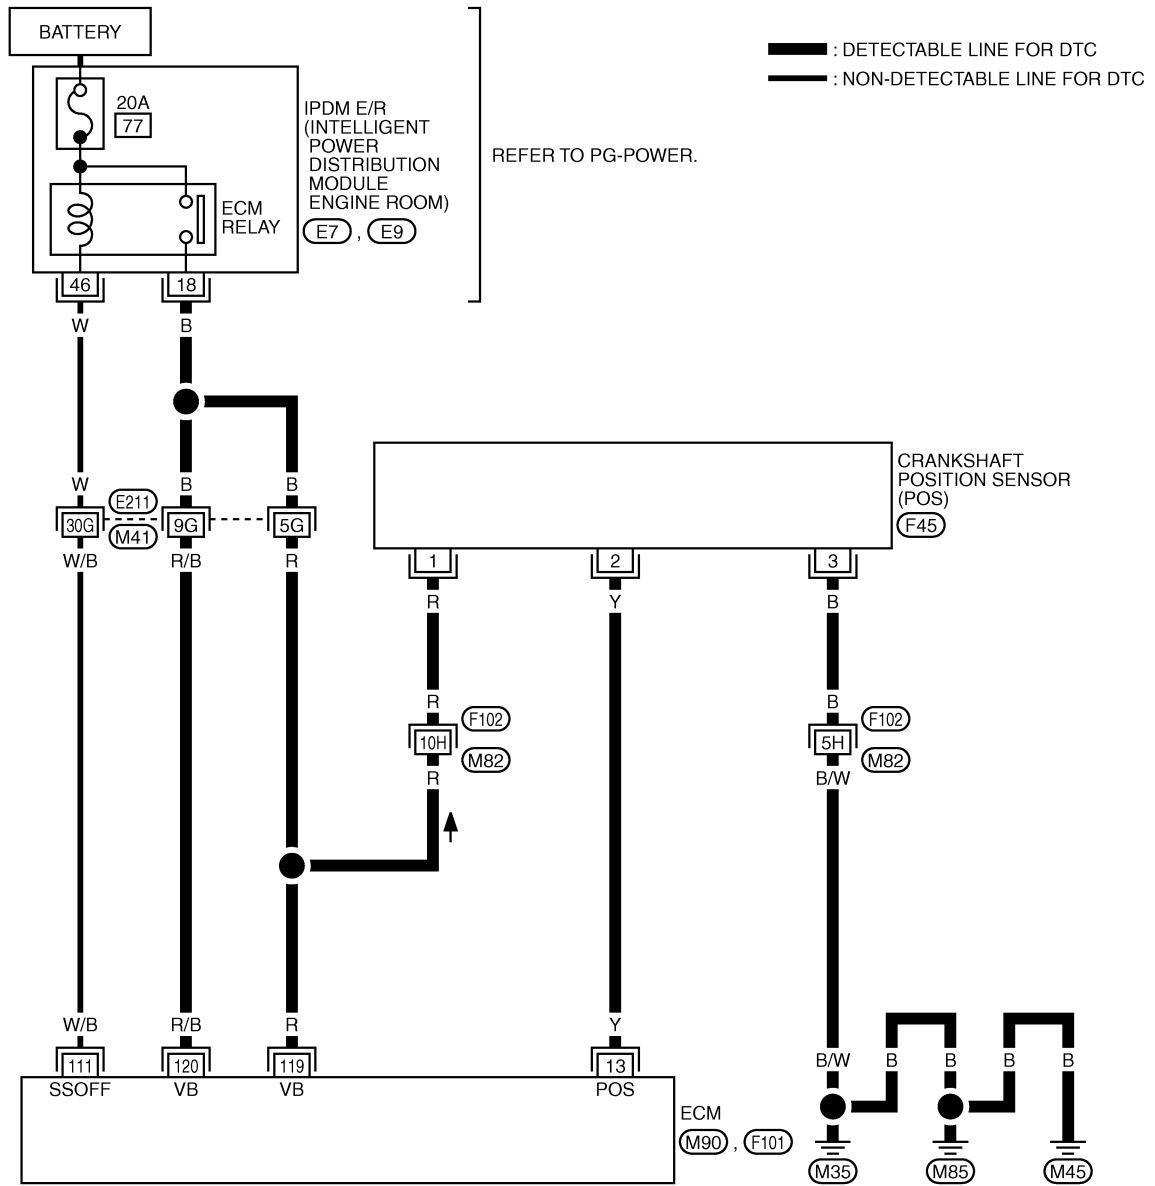 BATTERY
: DETECTABLE LINE FOR DTC
: NON-DETECTABLE LINE FOR DTC
20A
77
IPDM E/R
(INTELLIGENT
POWER
DISTRIBUTION
MODULE
ENGINE ROOM)
E7 , E9
REFER TO PG-POWER.
ECM
RELAY
46 18
W B
W B B
E211
30G 9G 5G
M41
W/B R/B R
CRANKSHAFT
POSITION SENSOR
(POS)
F45
1 2 3
R Y B
R B
F102 F102
10H 5H
M82 M82
R B/W
W/B R/B R Y
B/W B B B B
111 120 119 13
SSOFF VB VB POS
ECM
M90 , F101
M35 M85 M45